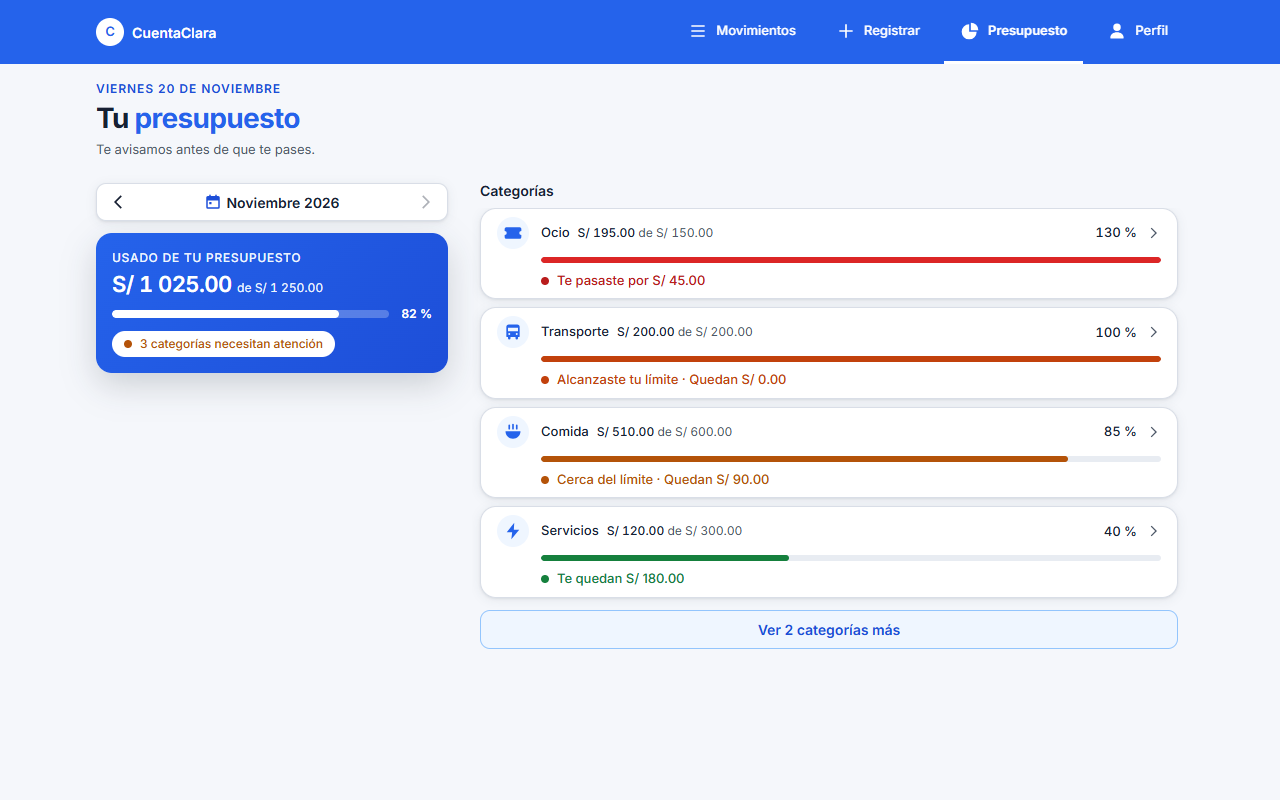 C CuentaClara
Movimientos
Registrar
Presupuesto
Perfil
VIERNES 20 DE NOVIEMBRE
Tu presupuesto
Te avisamos antes de que te pases.
Noviembre 2026
USADO DE TU PRESUPUESTO
S/ 1 025.00 de S/ 1 250.00
82 %
3 categorías necesitan atención
Categorías
Ocio S/ 195.00 de S/ 150.00 130 %
Te pasaste por S/ 45.00
Transporte S/ 200.00 de S/ 200.00 100 %
Alcanzaste tu límite · Quedan S/ 0.00
Comida S/ 510.00 de S/ 600.00 85 %
Cerca del límite · Quedan S/ 90.00
Servicios S/ 120.00 de S/ 300.00 40 %
Te quedan S/ 180.00
Ver 2 categorías más